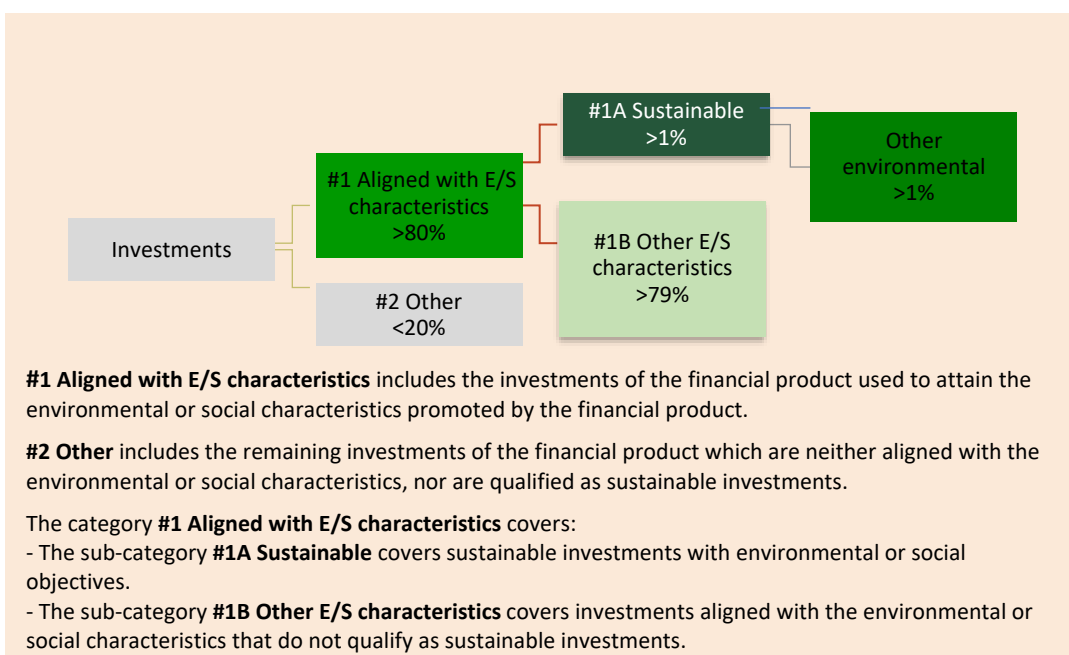 #1A Sustainable
>1%
Other
environmental
>1%
#1 Aligned with E/S
characteristics
>80%
Investments
#1B Other E/S
characteristics
>79%
#2 Other
<20%
#1 Aligned with E/S characteristics includes the investments of the financial product used to attain the
environmental or social characteristics promoted by the financial product.
#2 Other includes the remaining investments of the financial product which are neither aligned with the
environmental or social characteristics, nor are qualified as sustainable investments.
The category #1 Aligned with E/S characteristics covers:
- The sub-category #1A Sustainable covers sustainable investments with environmental or social
objectives.
- The sub-category #1B Other E/S characteristics covers investments aligned with the environmental or
social characteristics that do not qualify as sustainable investments.